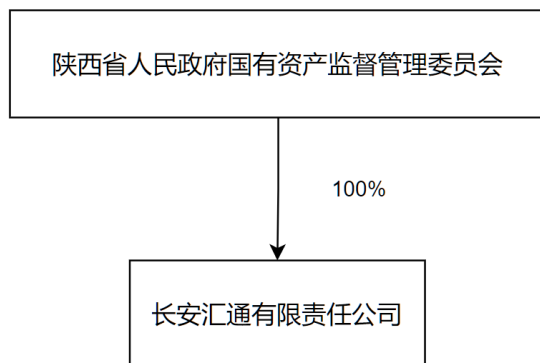 陕西省人民政府国有资产监督管理委员会
100%
长安汇通有限责任公司